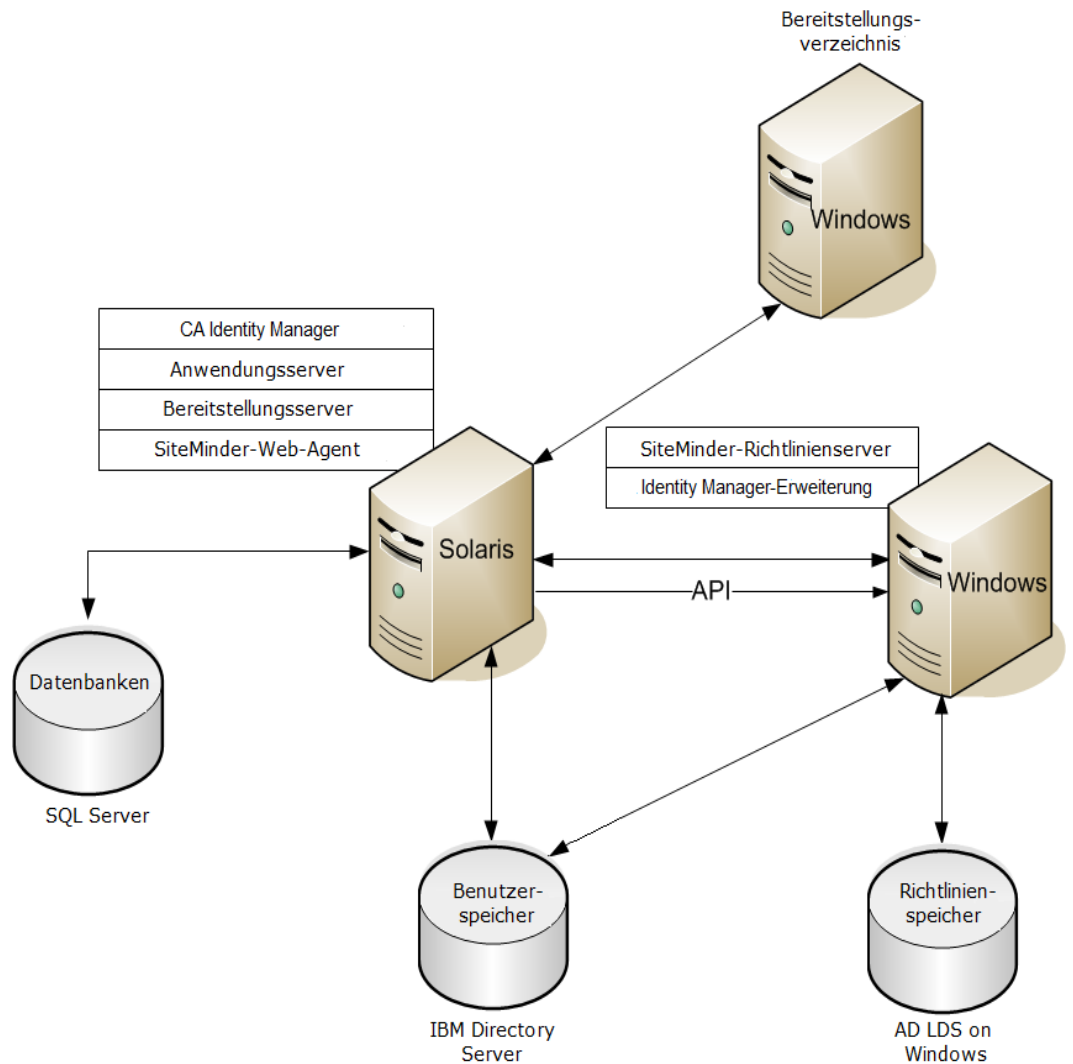 Bereitstellungs-
verzeichnis
Windows
CA Identity Manager
Anwendungsserver
Bereitstellungsserver
SiteMinder-Web-Agent
SiteMinder-Richtlinienserver
Identity Manager-Erweiterung
Solaris
API
Windows
Datenbanken
SQL Server
Benutzer-
speicher
IBM Directory
Server
Richtlinien-
speicher
AD LDS on
Windows